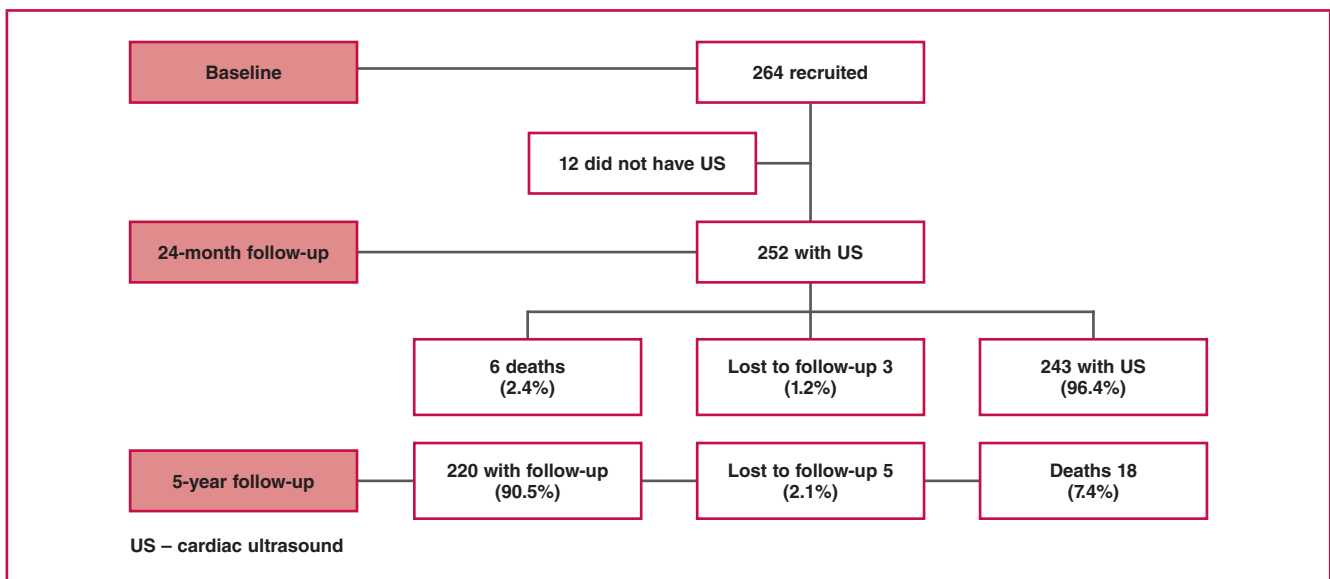 Baseline
264 recruited
12 did not have US
24-month follow-up
252 with US
6 deaths
(2.4%)
Lost to follow-up 3
(1.2%)
243 with US
(96.4%)
5-year follow-up
220 with follow-up
(90.5%)
Lost to follow-up 5
(2.1%)
Deaths 18
(7.4%)
US – cardiac ultrasound